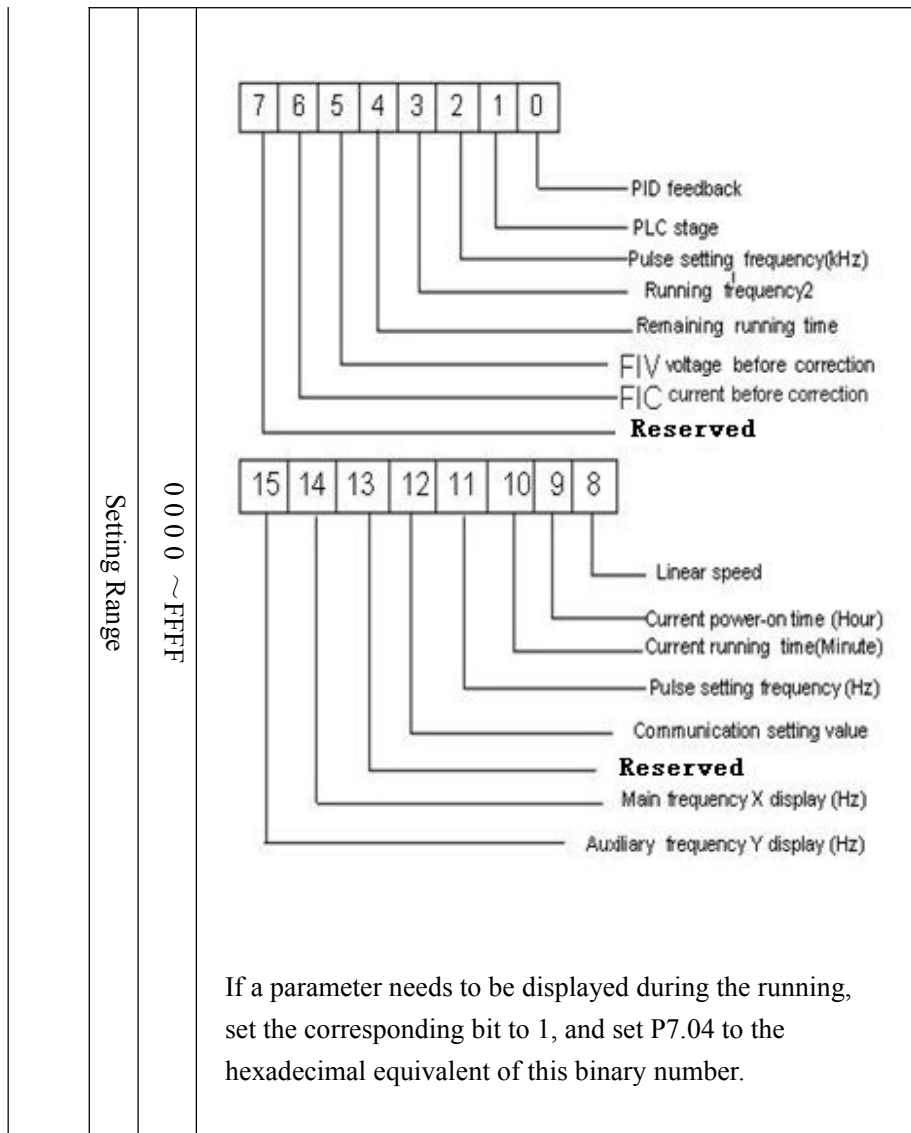 Setting Range
0000 ~FFFF
7 6 5 4 3 2 1 0
PID feedback
PLC stage
Pulse setting frequency(kHz)
Running frequency2
Remaining running time
FIV voltage before correction
FIC current before correction
Reserved
15 14 13 12 11 10 9 8
Linear speed
Current power-on time (Hour)
Current running time(Minute)
Pulse setting frequency (Hz)
Communication setting value
Reserved
Main frequency X display (Hz)
Auxiliary frequency Y display (Hz)
If a parameter needs to be displayed during the running,
set the corresponding bit to 1, and set P7.04 to the
hexadecimal equivalent of this binary number.